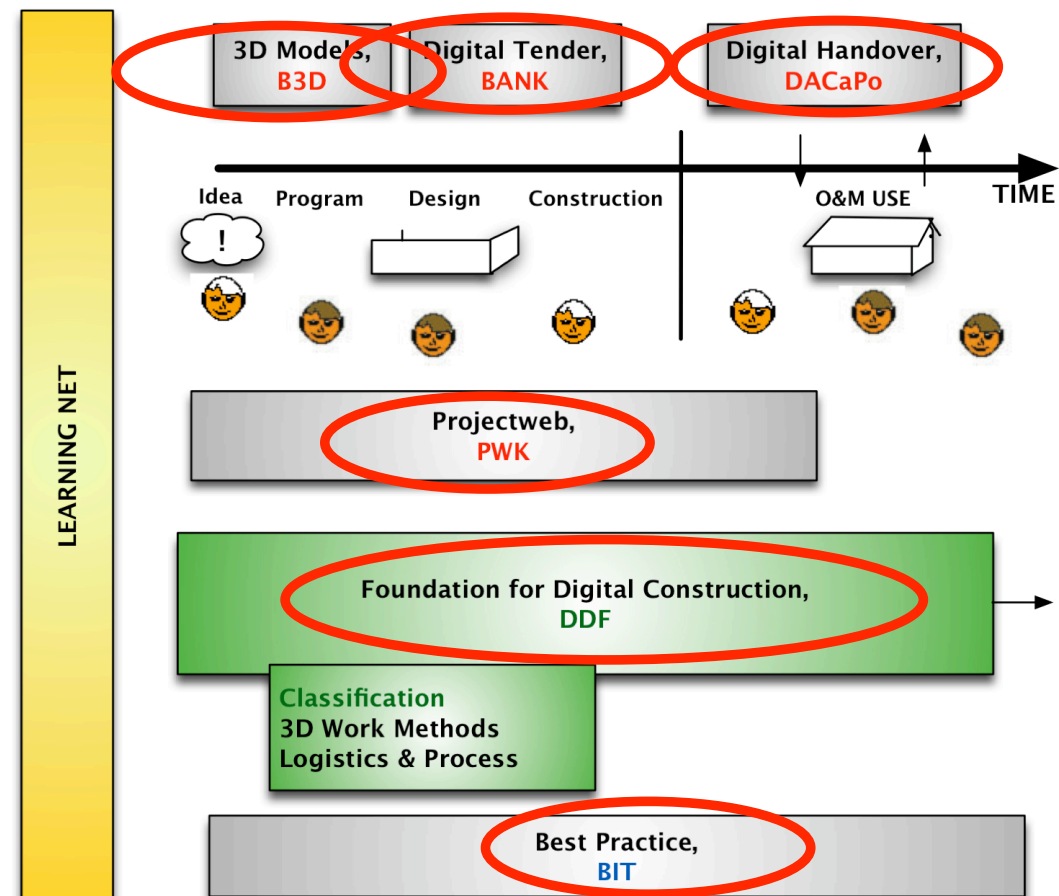 3D Models,
B3D
Digital Tender,
BANK
Digital Handover,
DACaPo
TIME
Idea
Program
Design
Construction
O&M USE
!
LEARNING NET
Projectweb,
PWK
Foundation for Digital Construction,
DDF
Classification
3D Work Methods
Logistics & Process
Best Practice,
BIT